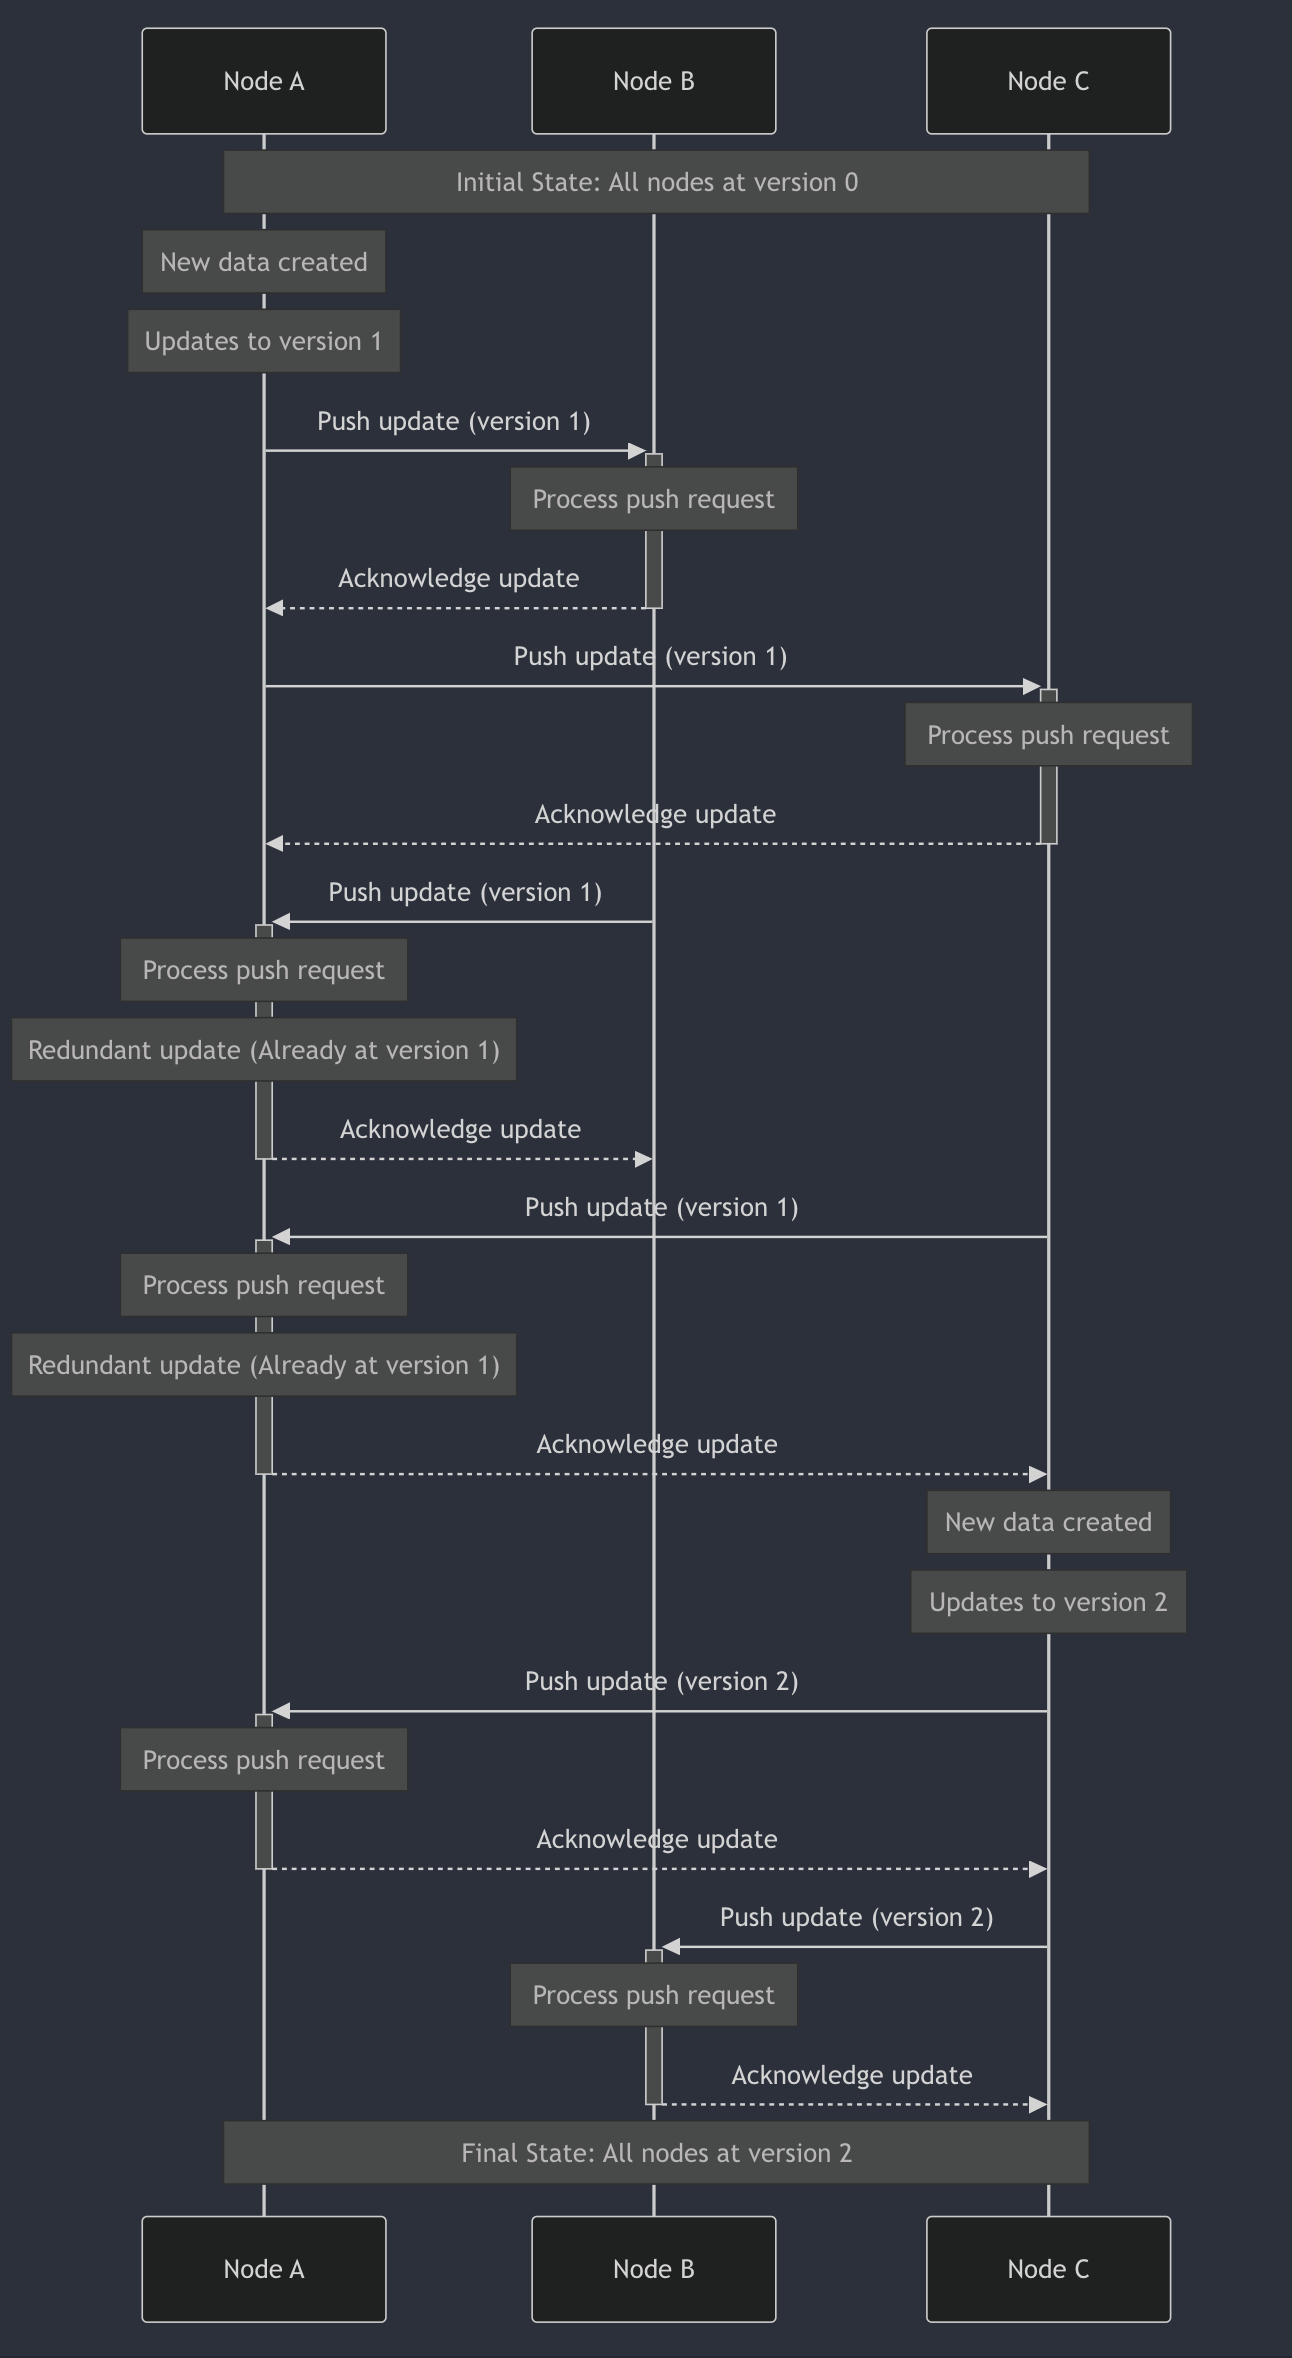 Node A
Node B
Node C
Initial State: All nodes at version 0
New data created
Updates to version 1
Push update (version 1)
Process push request
Acknowledge update
Push update (version 1)
Process push request
Acknowledge update
Push update (version 1)
Process push request
Redundant update (Already at version 1)
Acknowledge update
Push update (version 1)
Process push request
Redundant update (Already at version 1)
Acknowledge update
New data created
Updates to version 2
Push update (version 2)
Process push request
Acknowledge update
Push update (version 2)
Process push request
Acknowledge update
Final State: All nodes at version 2
Node A
Node B
Node C